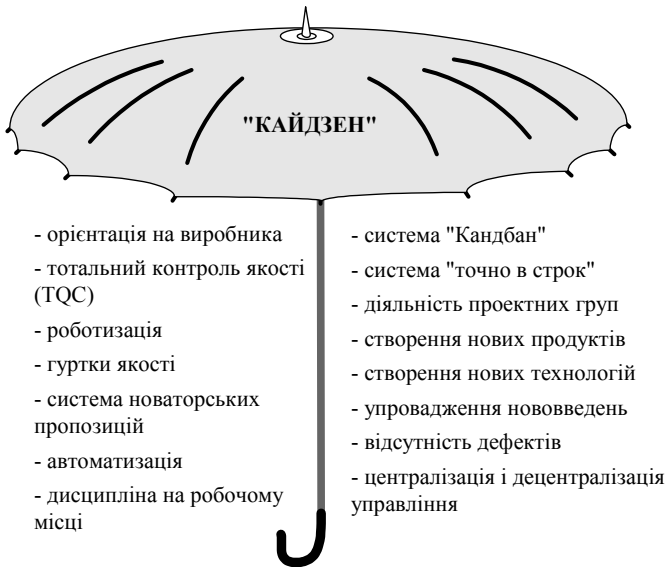 "КАЙДЗЕН"
- орієнтація на виробника
- тотальний контроль якості
(TQC)
- роботизація
- гуртки якості
- система новаторських
пропозицій
- автоматизація
- дисципліна на робочому
місці
- система "Кандбан"
- система "точно в строк"
- діяльність проектних груп
- створення нових продуктів
- створення нових технологій
- упровадження нововведень
- відсутність дефектів
- централізація і децентралізація
управління